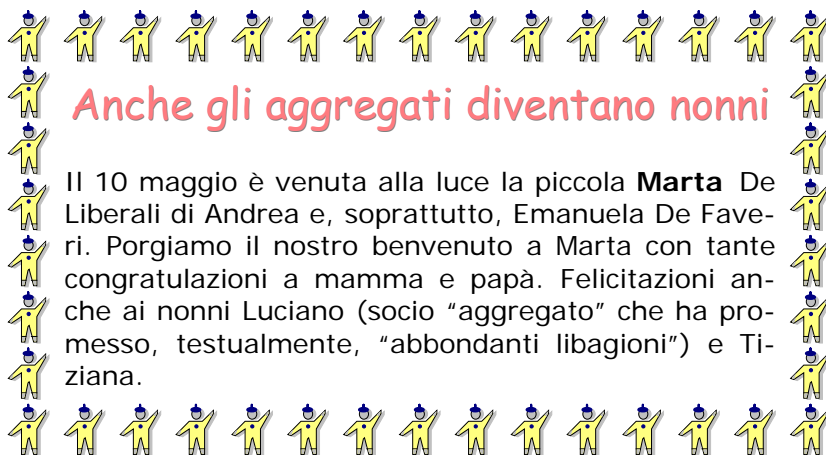 Anche gli aggregati diventano nonni
Il 10 maggio è venuta alla luce la piccola Marta De
Liberali di Andrea e, soprattutto, Emanuela De Fave-
ri. Porgiamo il nostro benvenuto a Marta con tante
congratulazioni a mamma e papà. Felicitazioni an-
che ai nonni Luciano (socio “aggregato” che ha pro-
messo, testualmente, “abbondanti libagioni”) e Ti-
ziana.